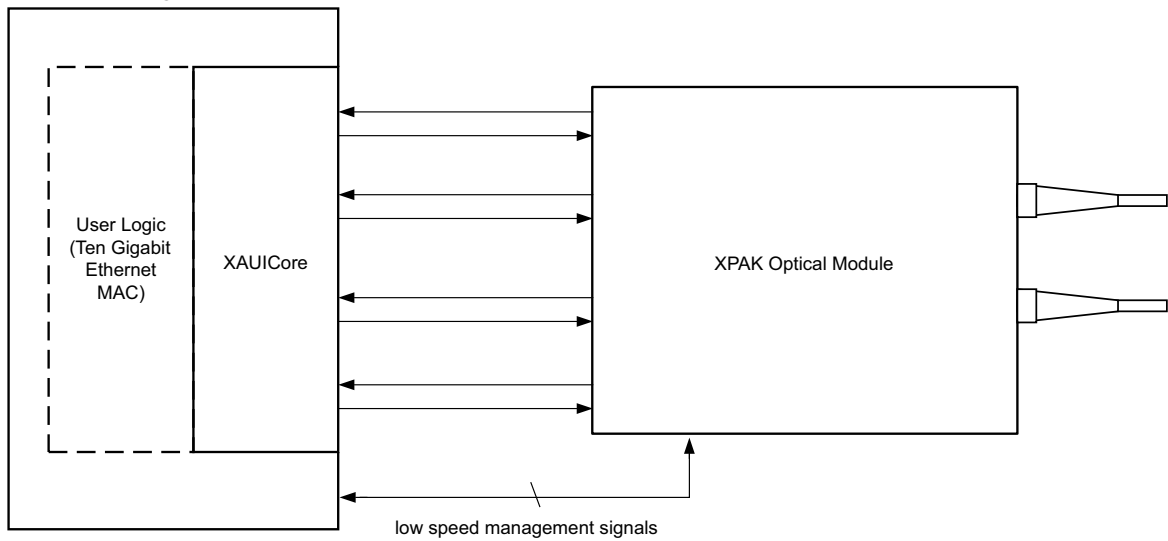 User Logic
(Ten Gigabit
Ethernet
MAC)
XAUICore
XPAK Optical Module
low speed management signals